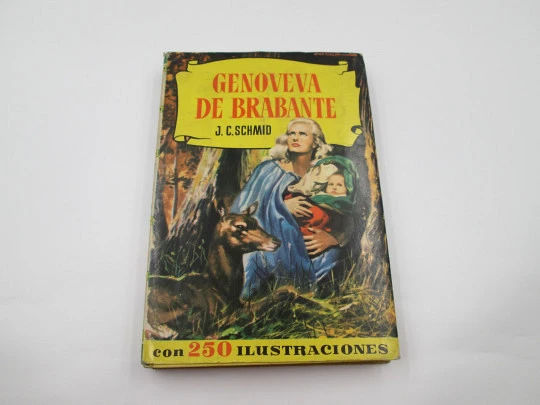 GENOVEVA
DE BRABANTE
J. C. SCHMID
con 250 ILUSTRACIONES